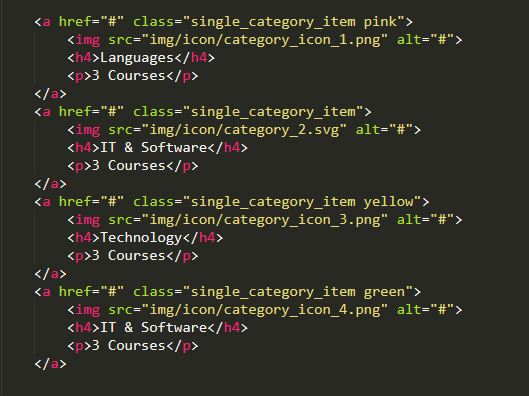 <a href="#" class="single_category_item pink">
<img src="img/icon/category_icon_1.png" alt="#">
<h4>Languages</h4>
<p>3 Courses</p>
</a>
<a href="#" class="single_category_item">
<img src="img/icon/category_2.svg" alt="#">
<h4>IT & Software</h4>
<p>3 Courses</p>
</a>
<a href="#" class="single_category_item yellow">
<img src="img/icon/category_icon_3.png" alt="#">
<h4>Technology</h4>
<p>3 Courses</p>
</a>
<a href="#" class="single_category_item green">
<img src="img/icon/category_icon_4.png" alt="#">
<h4>IT & Software</h4>
<p>3 Courses</p>
</a>